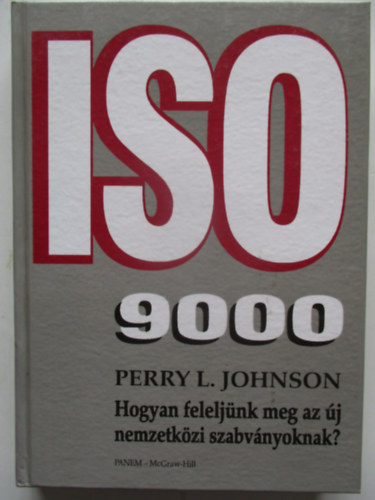 ISO
9000
PERRY L. JOHNSON
Hogyan feleljünk meg az új
nemzetközi szabványoknak?
PANEM – McGraw-Hill